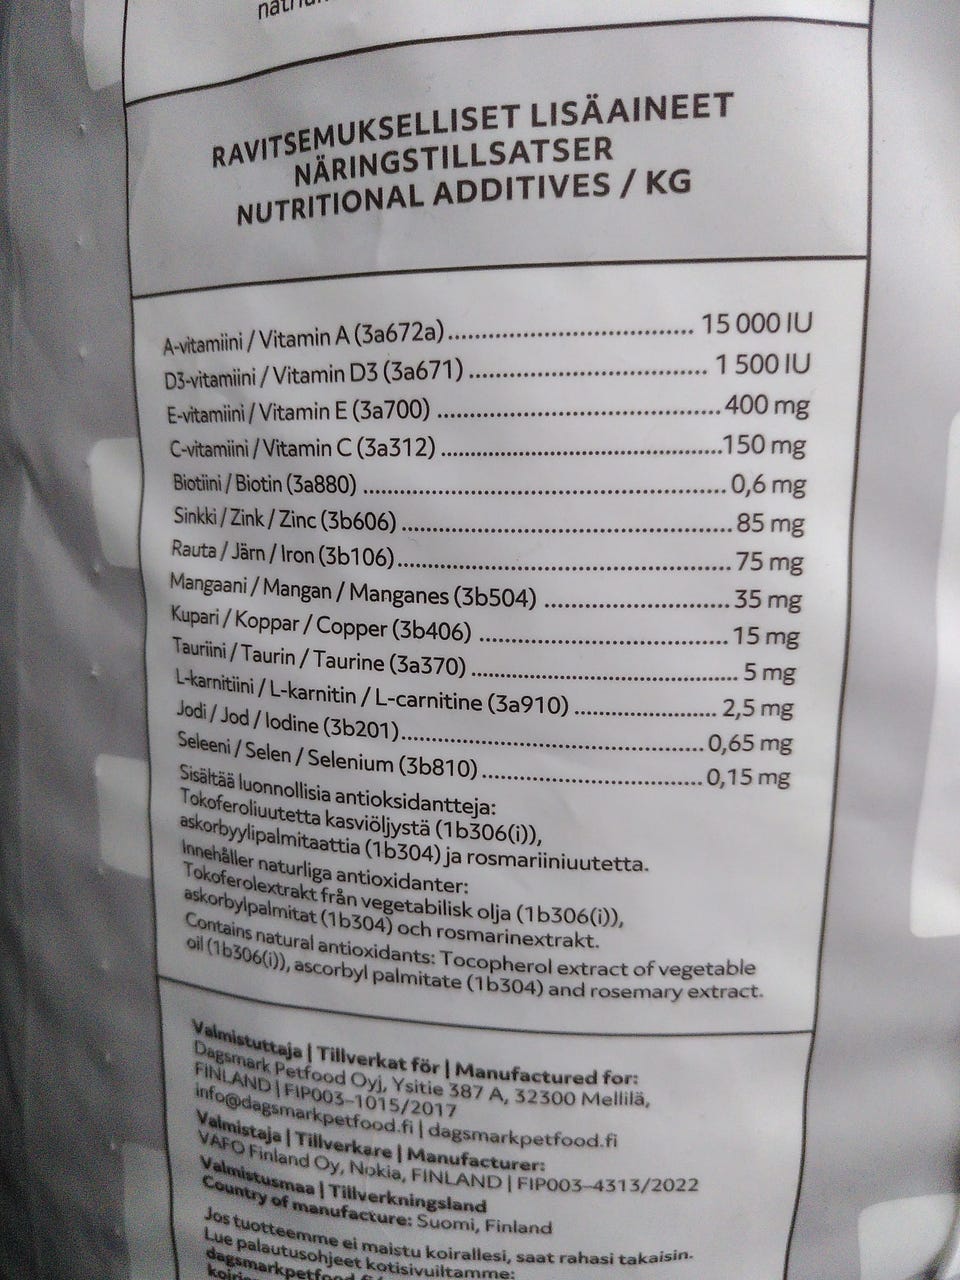 RAVITSEMUKSELLISET LISÄAINEET
NÄRINGSTILLSATSER
NUTRITIONAL ADDITIVES / KG
A-vitamiini / Vitamin A (3a672a) 15 000 IU
D3-vitamiini / Vitamin D3 (3a671) 1 500 IU
E-vitamiini / Vitamin E (3a700) 400 mg
C-vitamiini / Vitamin C (3a312) 150 mg
Biotiini / Biotin (3a880) 0,6 mg
Sinkki / Zink / Zinc (3b606) 85 mg
Rauta / Järn / Iron (3b106) 75 mg
Mangaani / Mangan / Manganes (3b504) 35 mg
Kupari / Koppar / Copper (3b406) 15 mg
Tauriini / Taurin / Taurine (3a370) 5 mg
L-karnitiini / L-karnitin / L-carnitine (3a910) 2,5 mg
Jodi / Jod / Iodine (3b201) 0,65 mg
Seleeni / Selen / Selenium (3b810) 0,15 mg
Sisältää luonnollisia antioksidantteja:
Tokoferoliuutetta kasviöljystä (1b306(i)),
askorbyylipalmitaattia (1b304) ja rosmariiniuutetta.
Innehåller naturliga antioxidanter:
Tokoferolextrakt från vegetabilisk olja (1b306(i)),
askorbylpalmitat (1b304) och rosmarinextrakt.
Contains natural antioxidants: Tocopherol extract of vegetable
oil (1b306(i)), ascorbyl palmitate (1b304) and rosemary extract.
Valmistuttaja | Tillverkat för | Manufactured for:
Dagsmark Petfood Oyj, Ysitie 387 A, 32300 Mellilä,
FINLAND | FIP003-1015/2017
info@dagsmarkpetfood.fi | dagsmarkpetfood.fi
Valmistaja | Tillverkare | Manufacturer:
VAFO Finland Oy, Nokia, FINLAND | FIP003-4313/2022
Valmistusmaa | Tillverkningsland
Country of manufacture: Suomi, Finland
Jos tuotteemme ei maistu koirallesi, saat rahasi takaisin.
Lue palautusohjeet kotisivuiltamme: